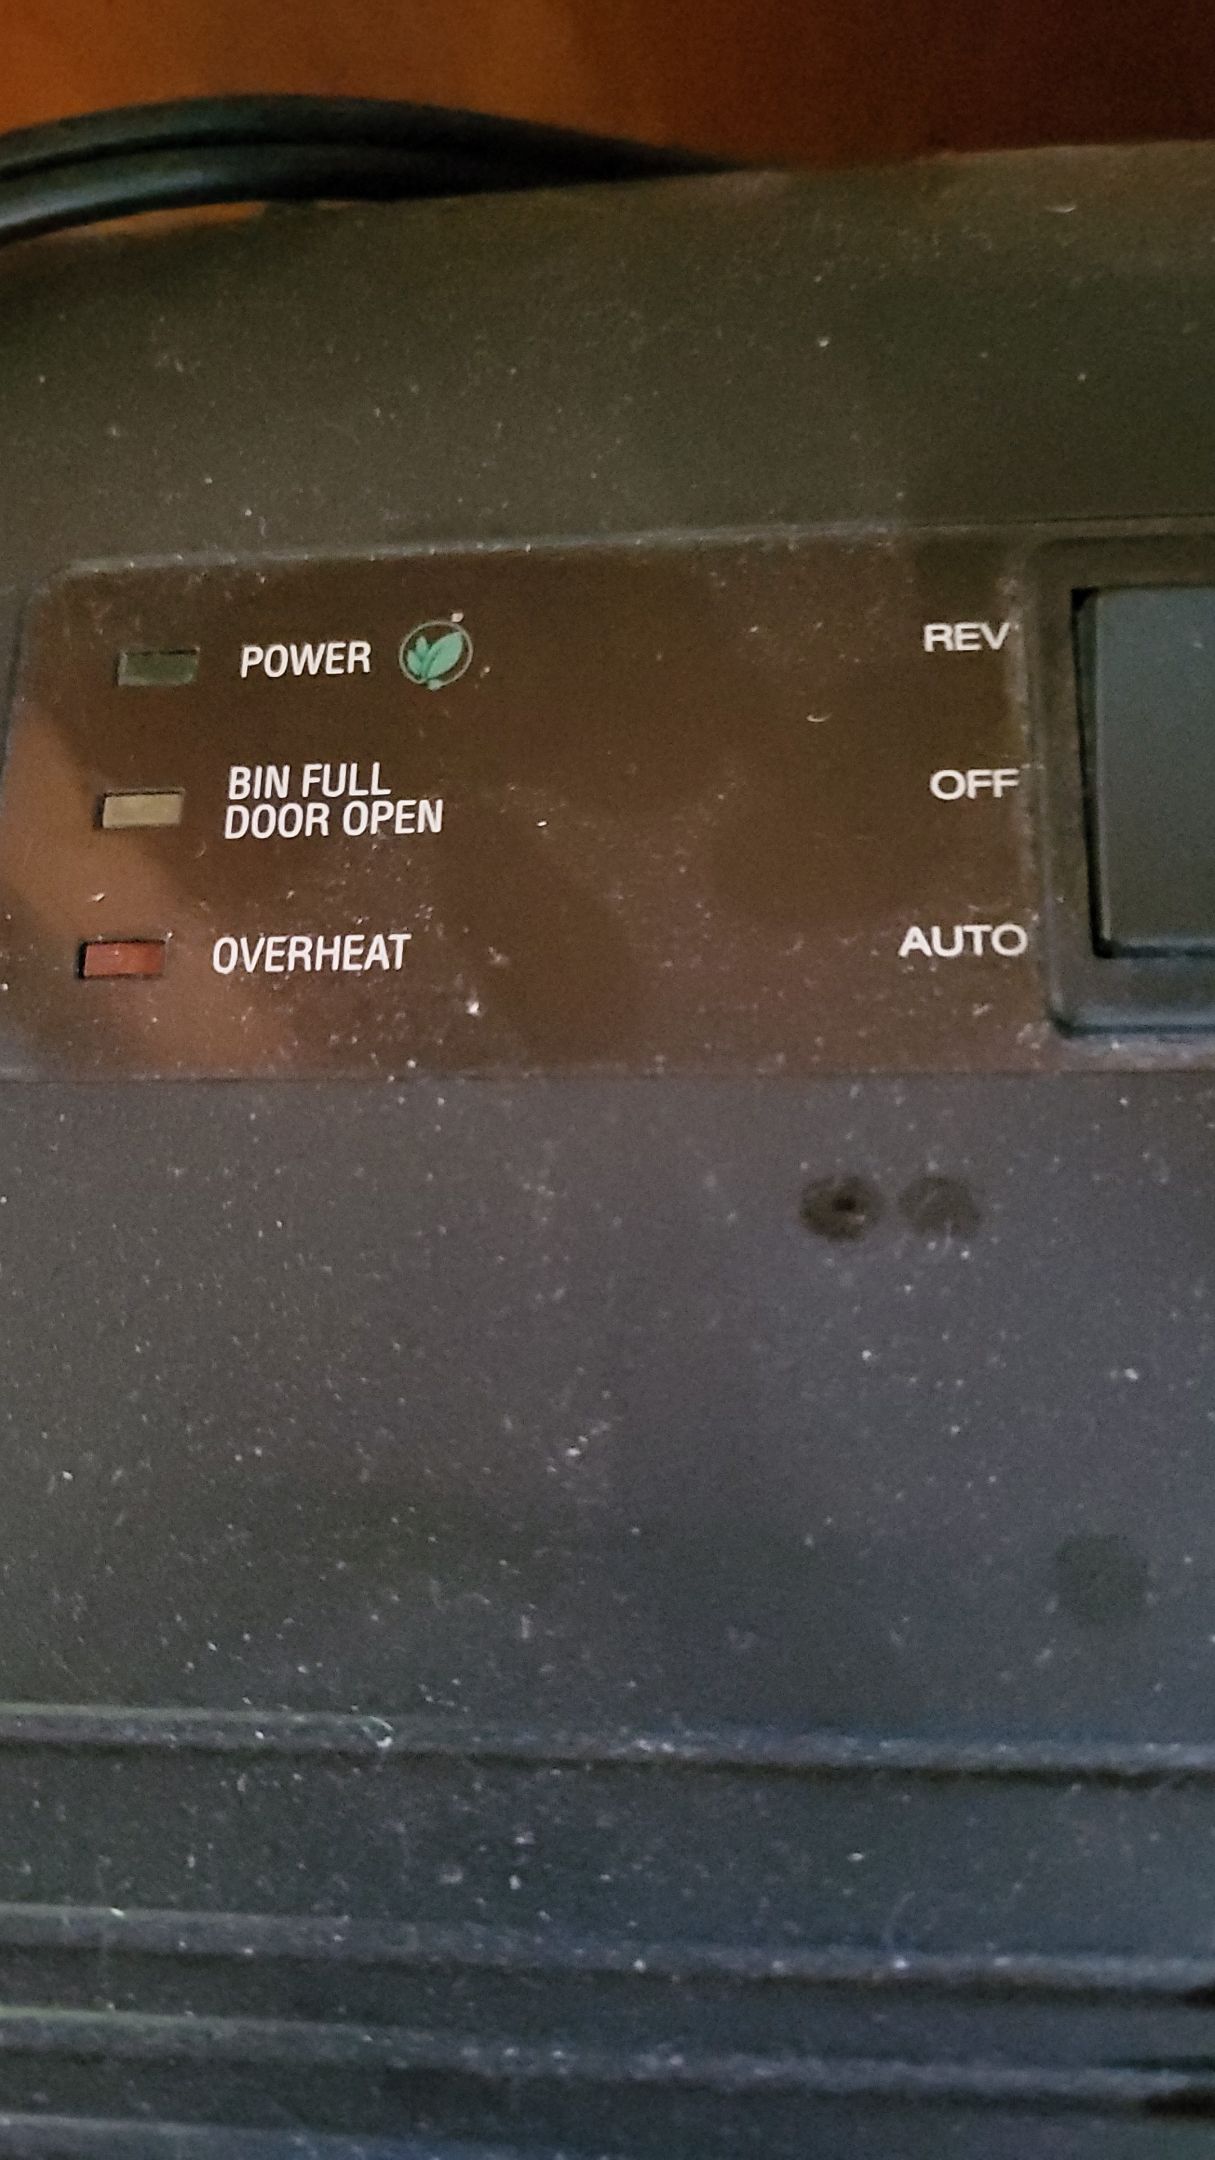 POWER
BIN FULL
DOOR OPEN
OVERHEAT
REV
OFF
AUTO